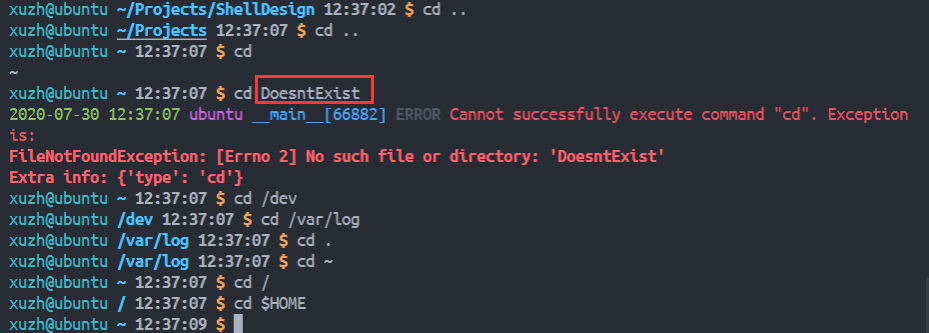 xuzh@ubuntu ~/Projects/ShellDesign 12:37:02 $ cd ..
xuzh@ubuntu ~/Projects 12:37:07 $ cd ..
xuzh@ubuntu ~ 12:37:07 $ cd
~
xuzh@ubuntu ~ 12:37:07 $ cd DoesntExist
2020-07-30 12:37:07 ubuntu __main__[66882] ERROR Cannot successfully execute command "cd". Exception
is:
FileNotFoundException: [Errno 2] No such file or directory: 'DoesntExist'
Extra info: {'type': 'cd'}
xuzh@ubuntu ~ 12:37:07 $ cd /dev
xuzh@ubuntu /dev 12:37:07 $ cd /var/log
xuzh@ubuntu /var/log 12:37:07 $ cd .
xuzh@ubuntu /var/log 12:37:07 $ cd ~
xuzh@ubuntu ~ 12:37:07 $ cd /
xuzh@ubuntu / 12:37:07 $ cd $HOME
xuzh@ubuntu ~ 12:37:09 $